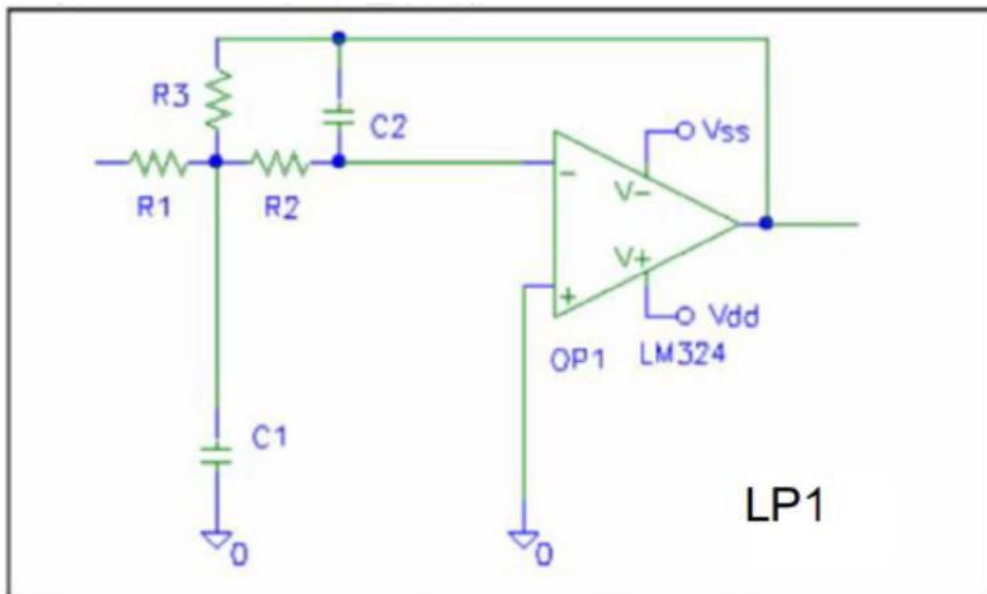 R3
C2
Vss
R1
R2
-
V-
V+
+
Vdd
OP1
LM324
C1
LP1
0
0